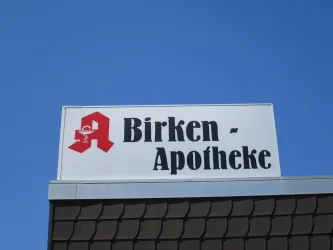 Birken -
Apotheke